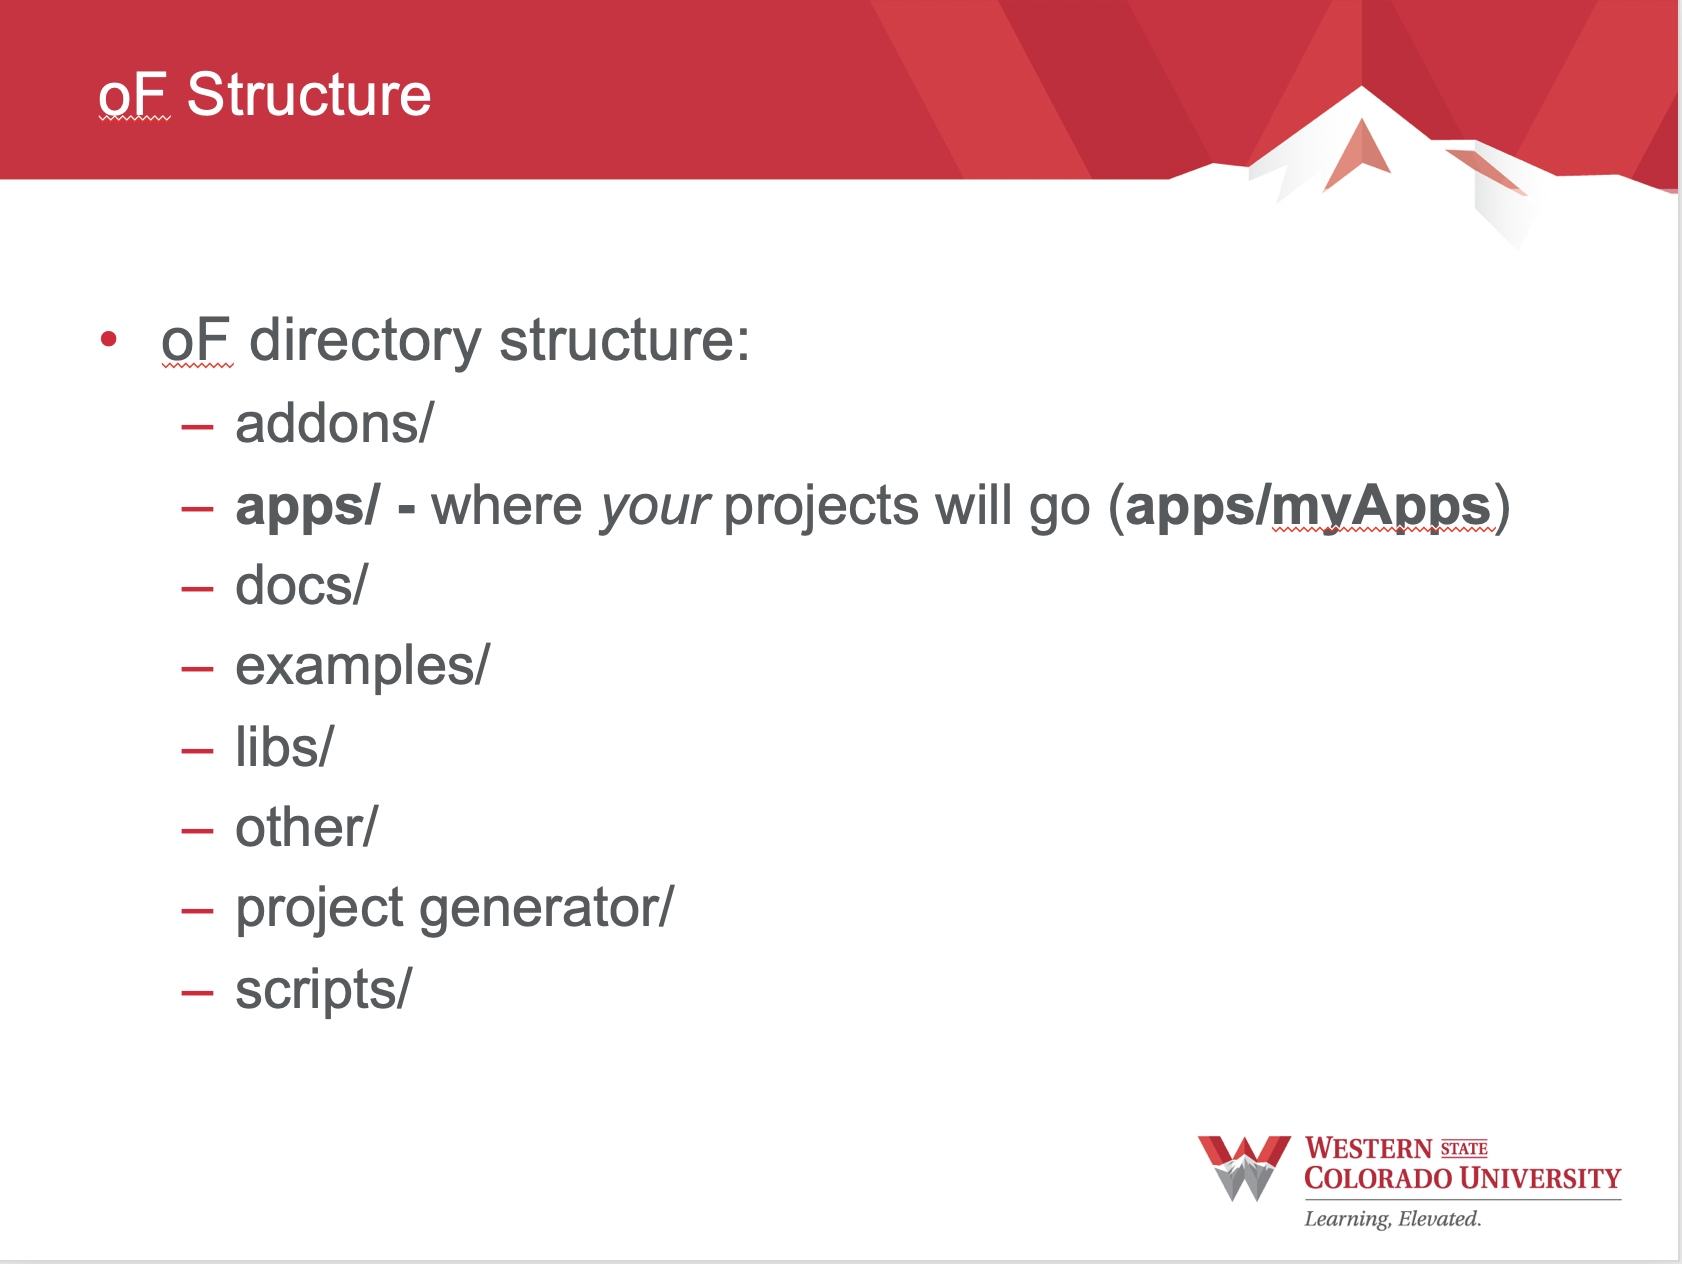 oF Structure
• oF directory structure:
– addons/
– apps/ - where your projects will go (apps/myApps)
– docs/
– examples/
– libs/
– other/
– project generator/
– scripts/
WESTERN STATE
COLORADO UNIVERSITY
Learning, Elevated.